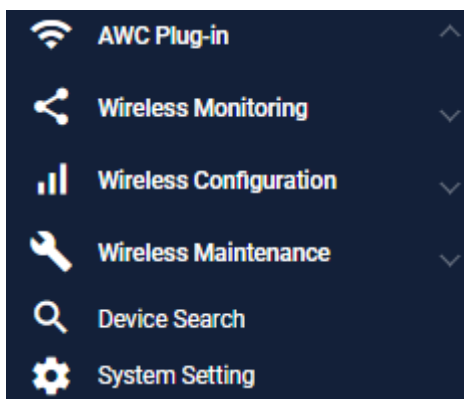 AWC Plug-in
Wireless Monitoring
Wireless Configuration
Wireless Maintenance
Device Search
System Setting